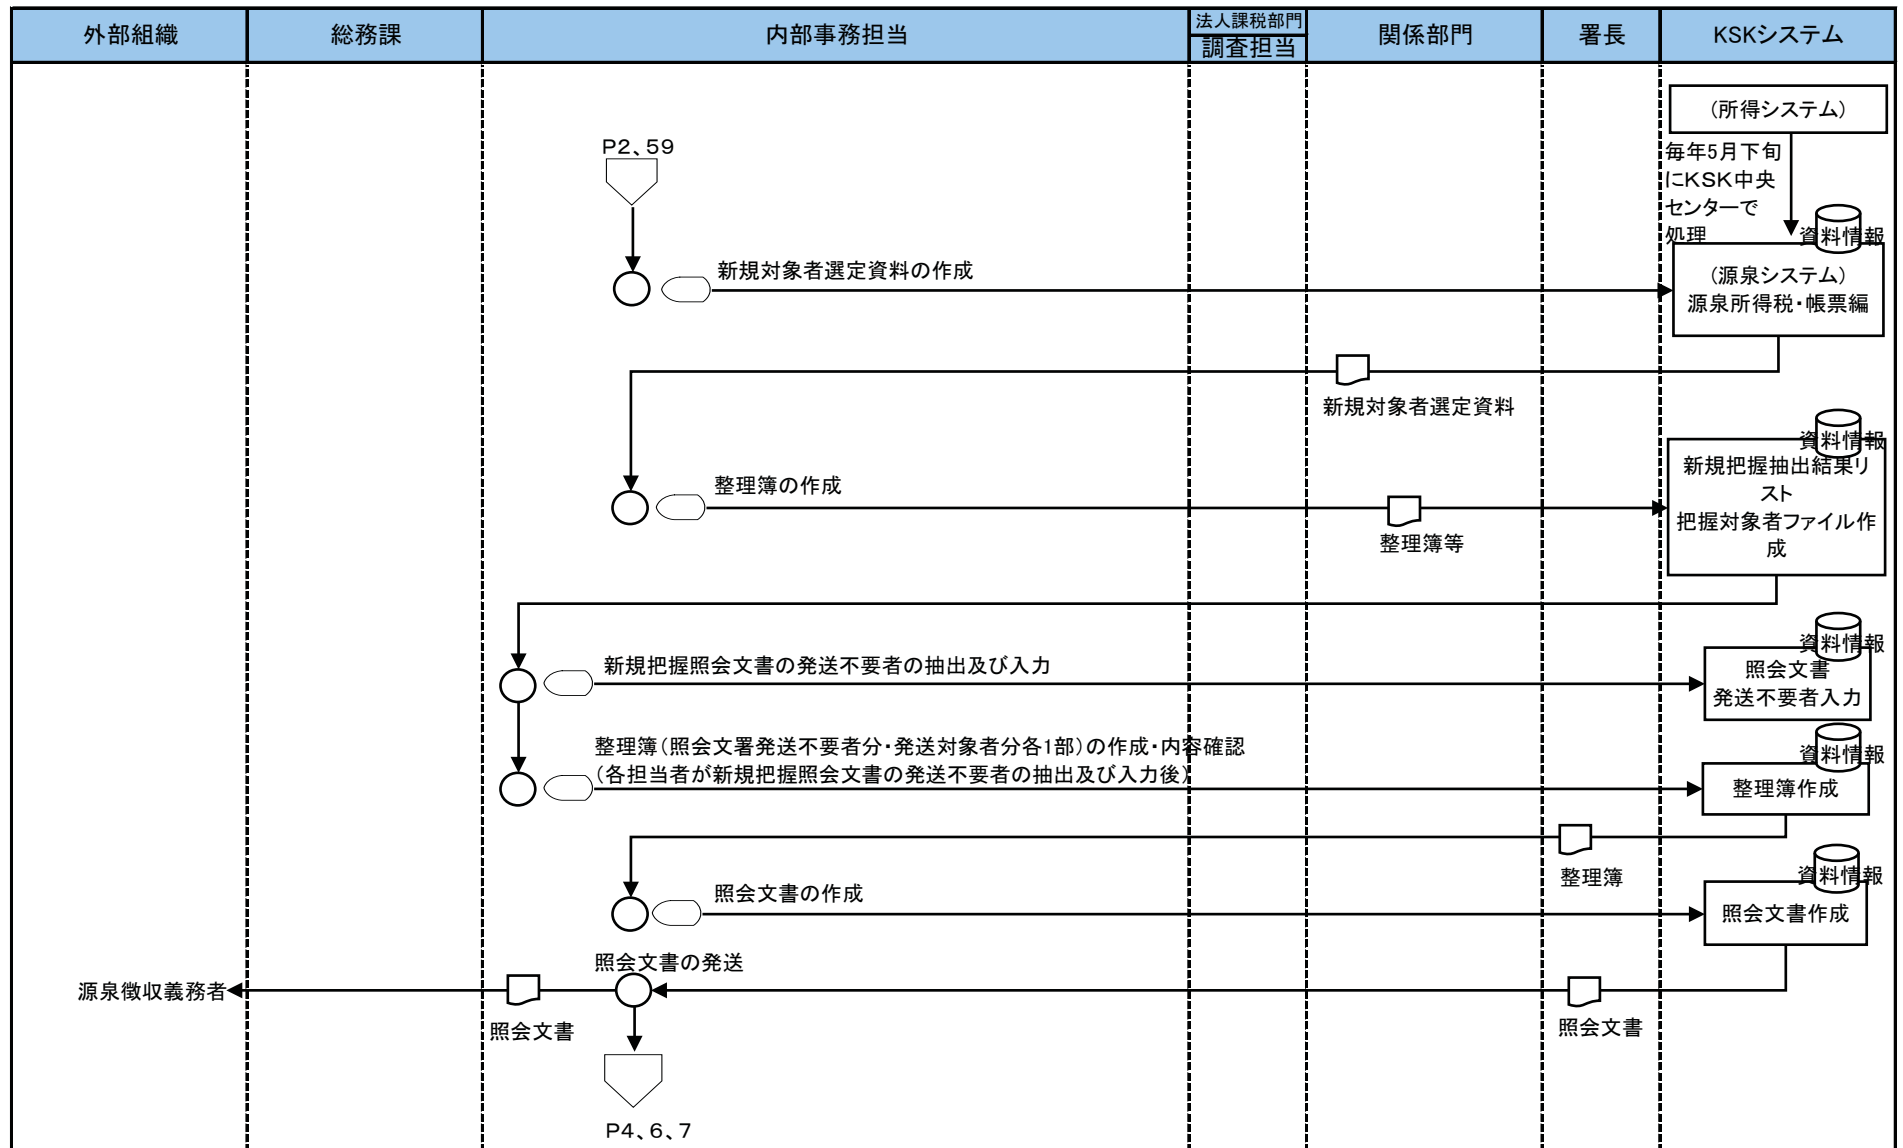 外部組織
総務課
内部事務担当
法人課税部門
調査担当
関係部門
署長
KSKシステム
(所得システム)
P2、59
毎年5月下旬
にKSK中央
センターで
処理
資料情報
新規対象者選定資料の作成
(源泉システム)
源泉所得税・帳票編
新規対象者選定資料
資料情報
整理簿の作成
新規把握抽出結果リ
スト
把握対象者ファイル作
成
整理簿等
資料情報
新規把握照会文書の発送不要者の抽出及び入力
照会文書
発送不要者入力
整理簿(照会文署発送不要者分・発送対象者分各1部)の作成・内容確認
(各担当者が新規把握照会文書の発送不要者の抽出及び入力後)
資料情報
整理簿作成
整理簿
資料情報
照会文書の作成
照会文書作成
照会文書の発送
源泉徴収義務者
照会文書
照会文書
P4、6、7